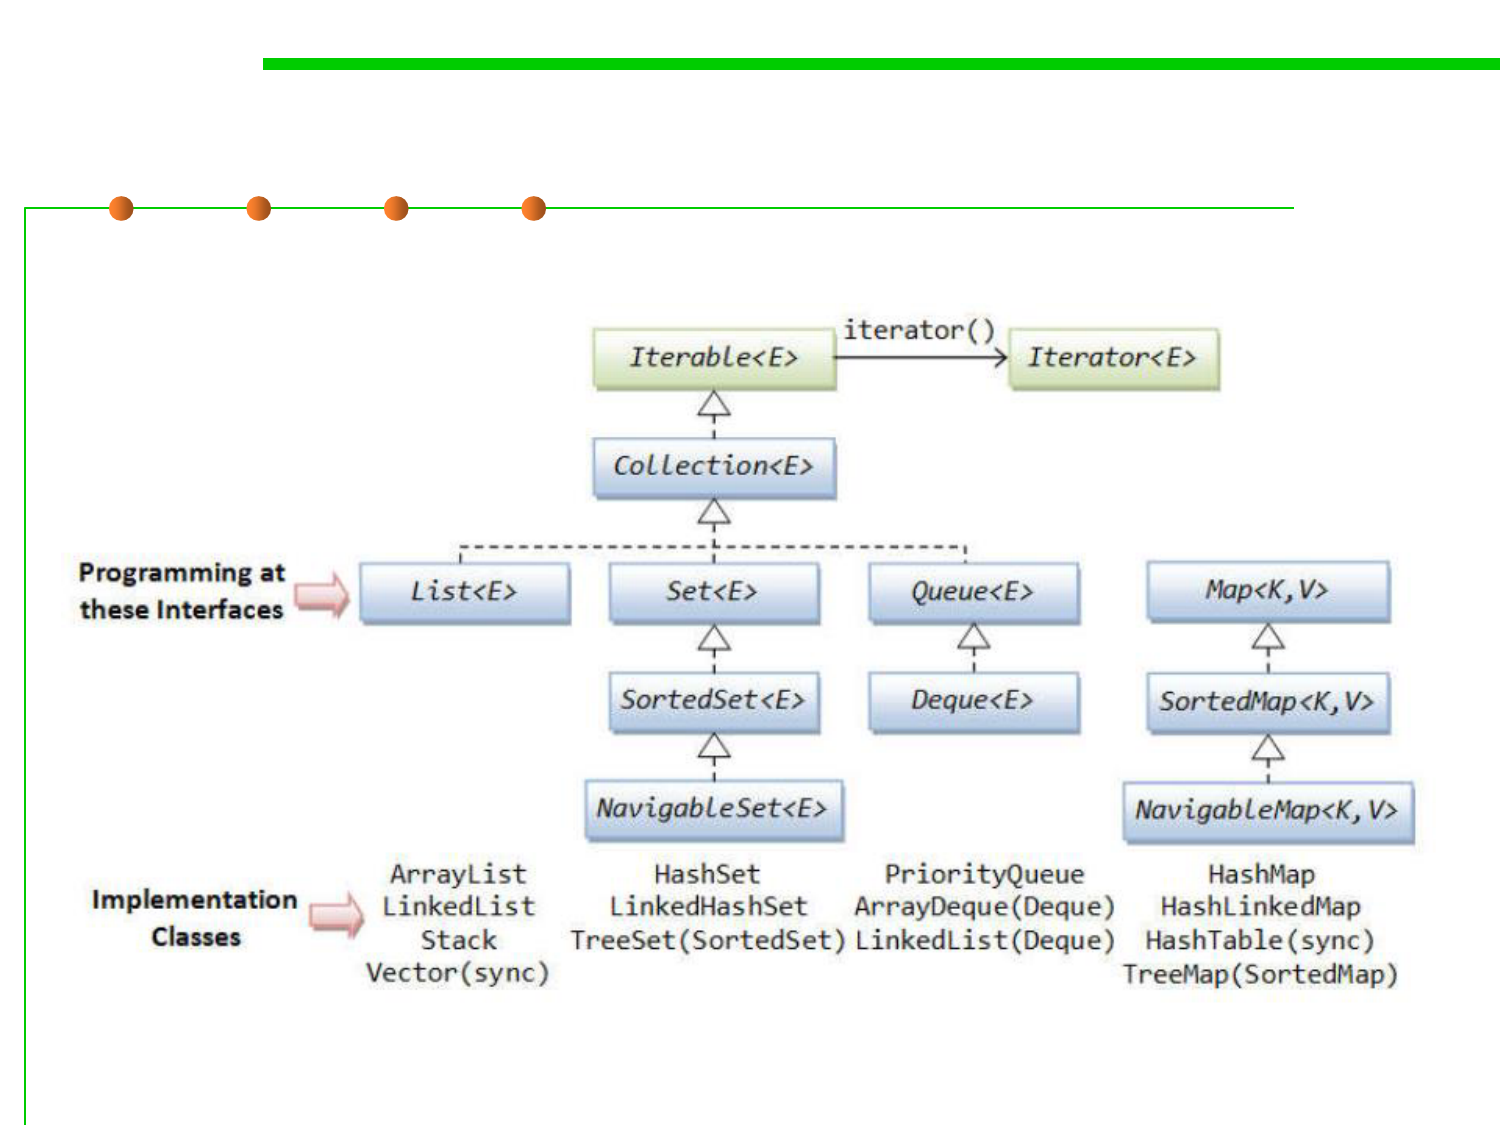 iterator()
Iterable<E>
Iterator<E>
Collection<E>
Programming at
these Interfaces
List<E>
Set<E>
Queue<E>
Map<K,V>
SortedSet<E>
Deque<E>
SortedMap<K,V>
NavigableSet<E>
NavigableMap<K,V>
Implementation
Classes
ArrayList
LinkedList
Stack
Vector(sync)
HashSet
LinkedHashSet
TreeSet(SortedSet)
PriorityQueue
ArrayDeque(Deque)
LinkedList(Deque)
HashMap
HashLinkedMap
HashTable(sync)
TreeMap(SortedMap)